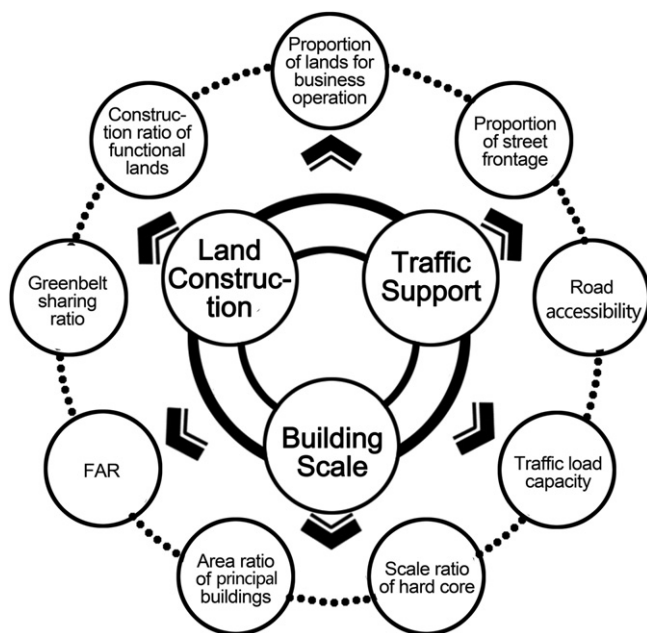 Proportion
of lands for
business
operation
Construc-
tion ratio of
functional
lands
Proportion
of street
frontage
Land
Construc-
tion
Traffic
Support
Greenbelt
sharing
ratio
Road
accessibility
Building
Scale
FAR
Traffic load
capacity
Area ratio
of principal
buildings
Scale ratio
of hard core